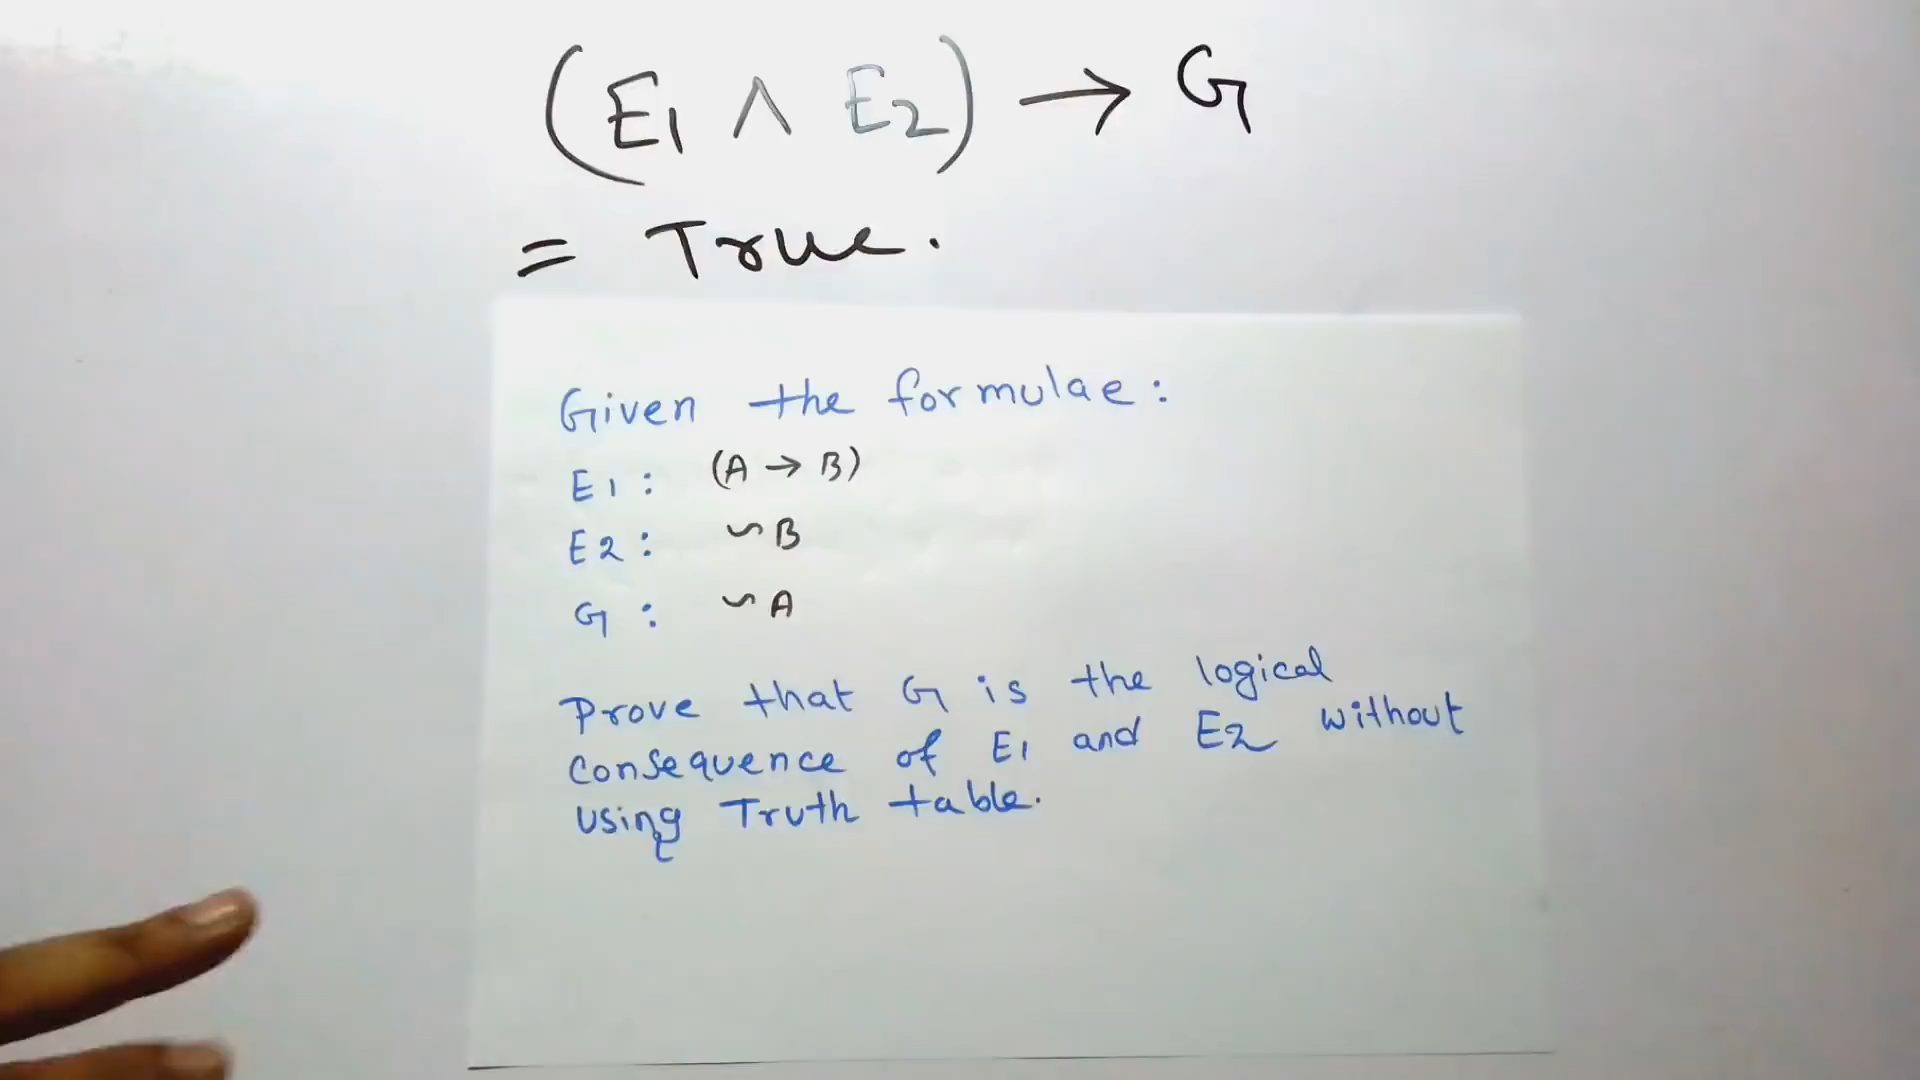 (E1 ∧ E2) → G
= True.
Given the formulae:
E1: (A → B)
E2: ~B
G: ~A
Prove that G is the logical
consequence of E1 and E2 without
using Truth table.